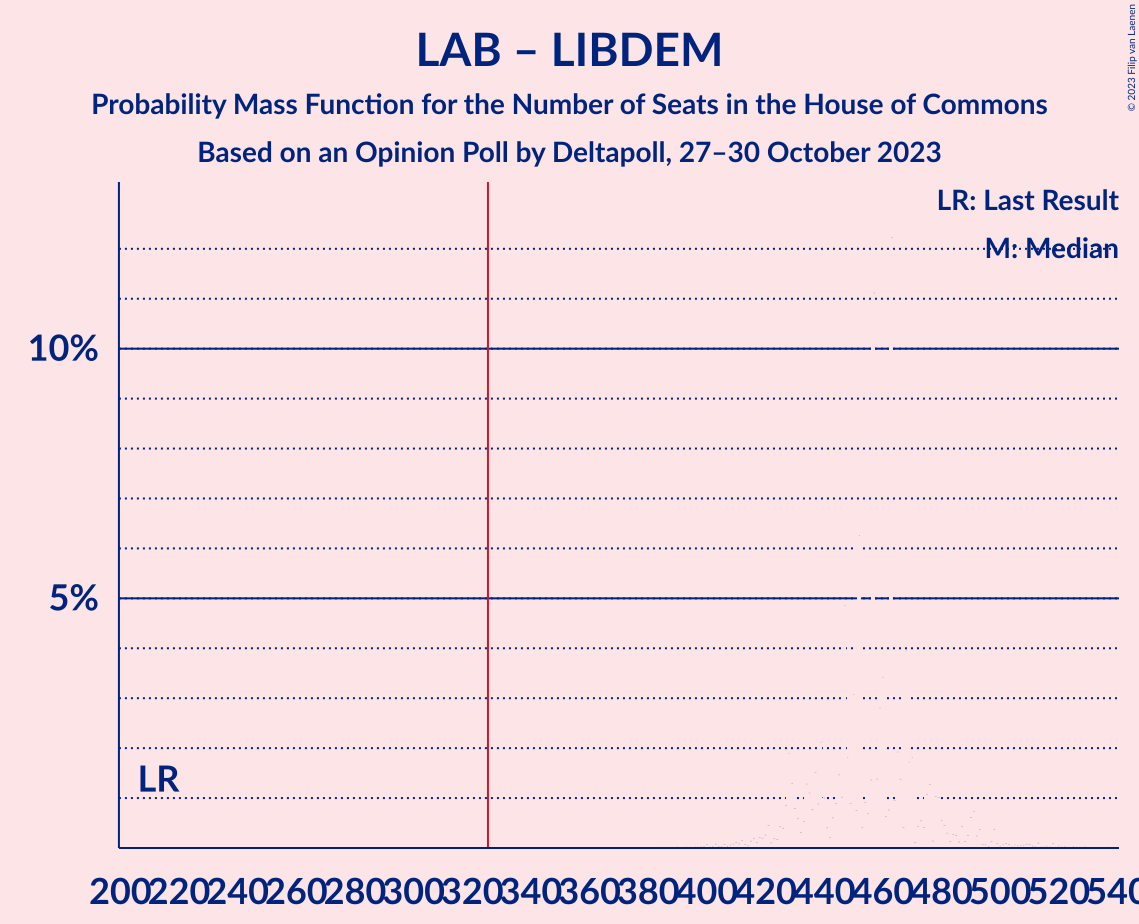 LAB – LIBDEM
Probability Mass Function for the Number of Seats in the House of Commons
Based on an Opinion Poll by Deltapoll, 27–30 October 2023
© 2023 Filip van Laenen
LR: Last Result
M: Median
10%
5%
LR
200 220 240 260 280 300 320 340 360 380 400 420 440 460 480 500 520 540